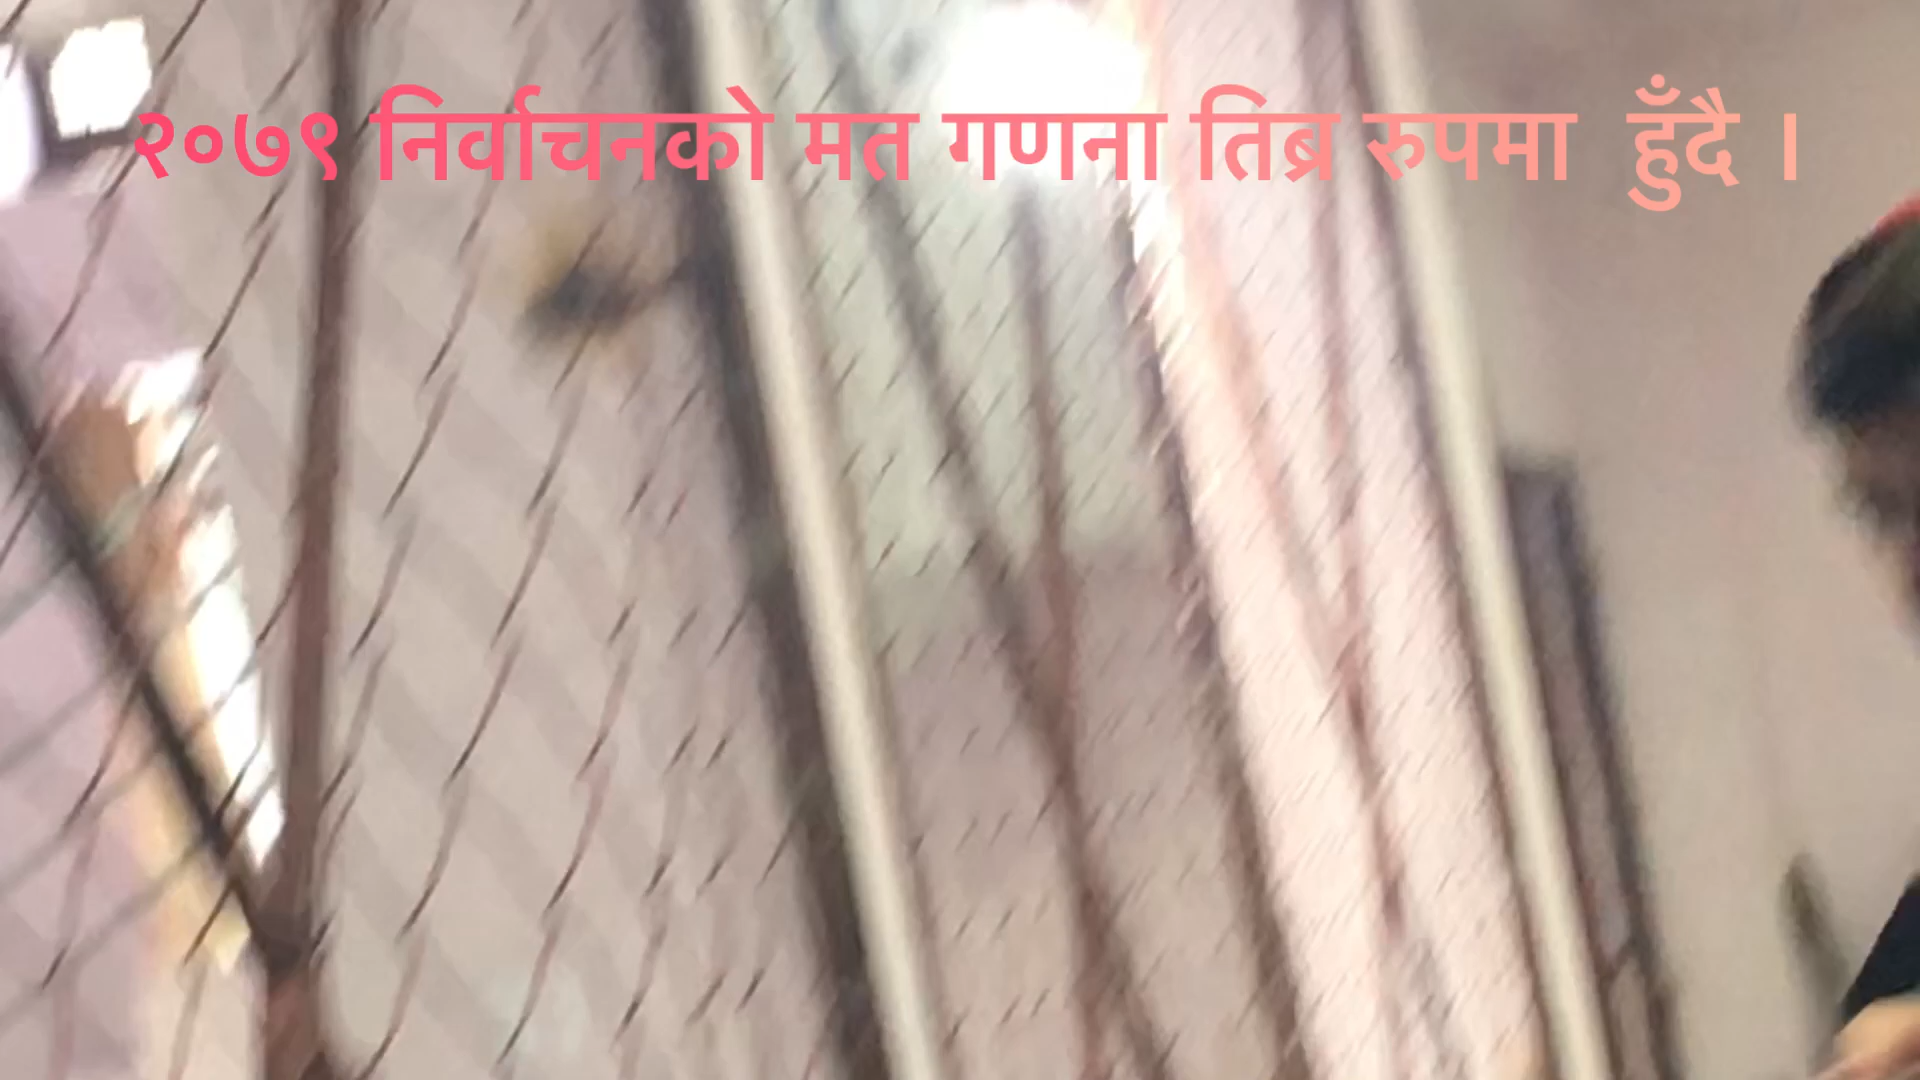 २०७९ निर्वाचनको मत गणना तिब्र रुपमा हुँदै ।